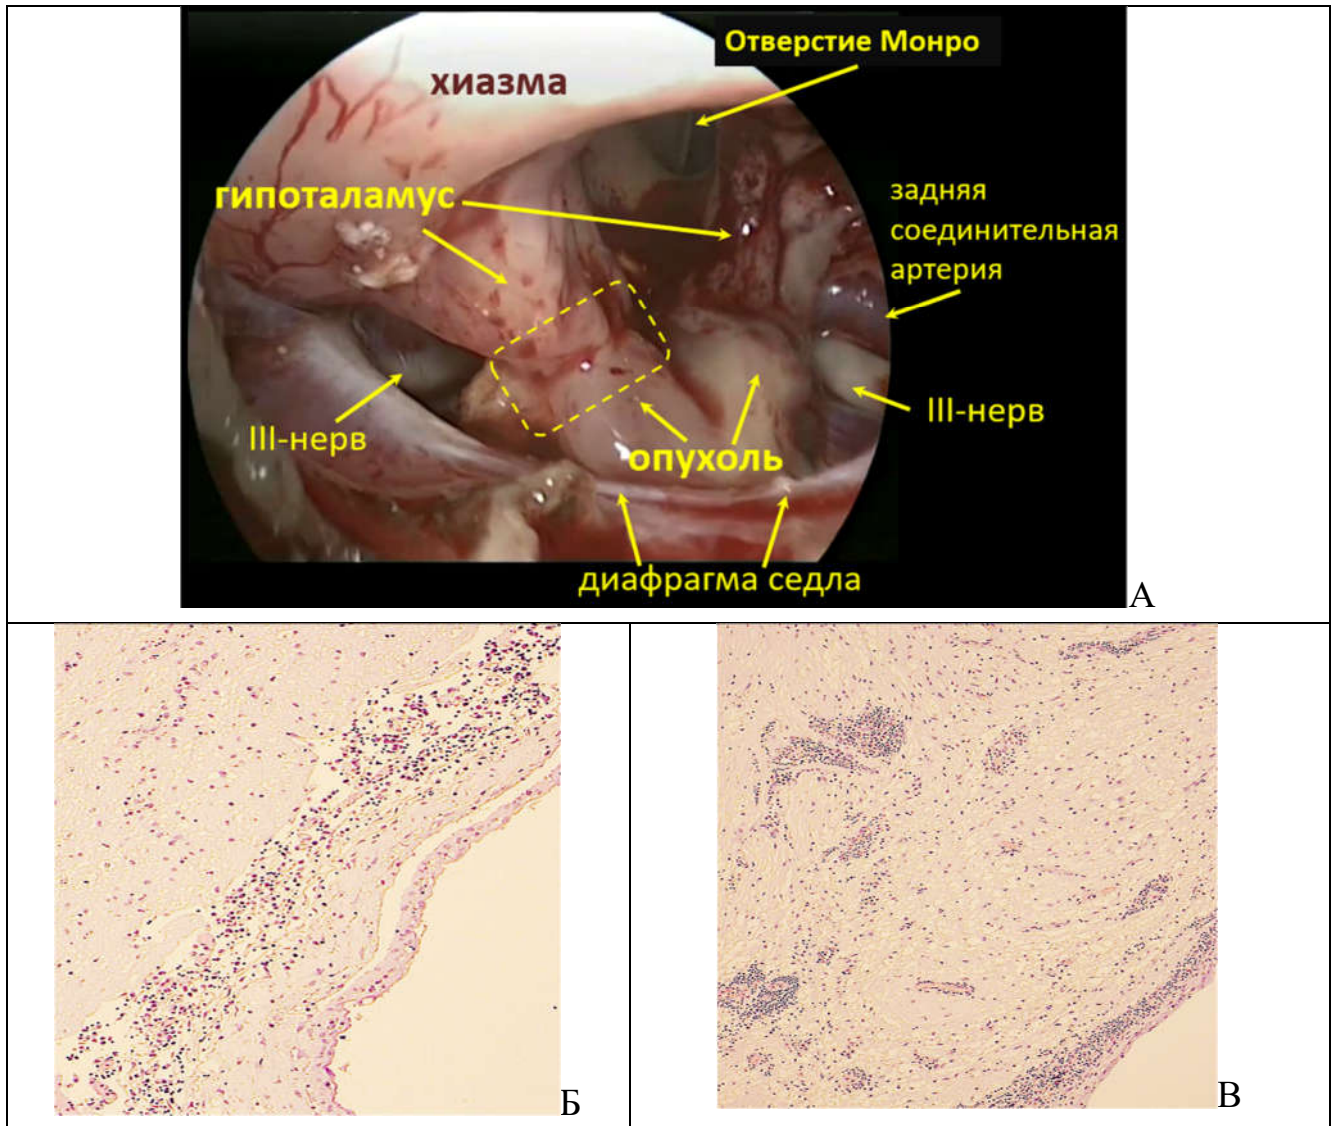 Отверстие Монро
хиазма
гипоталамус
задняя
соединительная
артерия
III-нерв
III-нерв
опухоль
диафрагма седла
А
Б
В